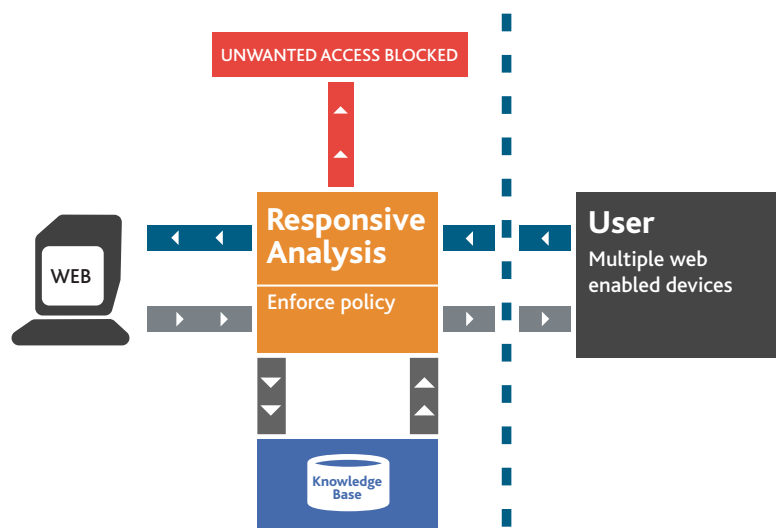 UNWANTED ACCESS BLOCKED
WEB
Responsive
Analysis
Enforce policy
User
Multiple web
enabled devices
Knowledge
Base